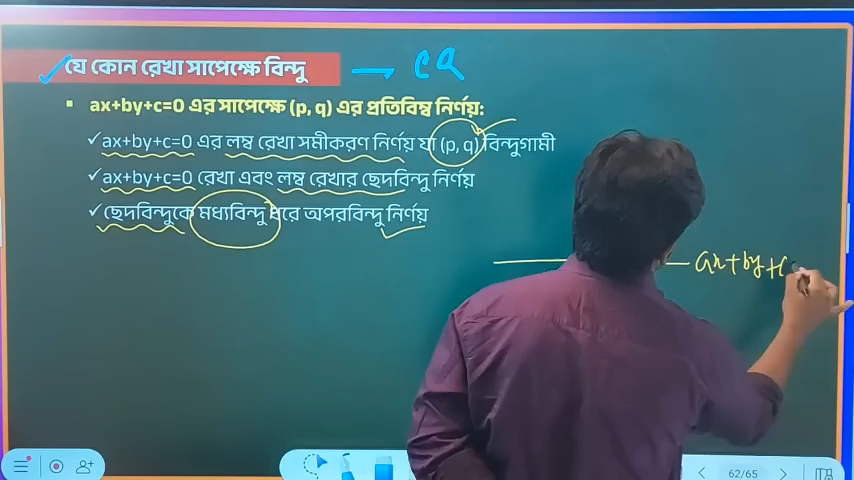 যে কোন রেখা সাপেক্ষে বিন্দু → CQ
▪ ax+by+c=0 এর সাপেক্ষে (p, q) এর প্রতিবিম্ব নির্ণয়:
✓ax+by+c=0 এর লম্ব রেখা সমীকরণ নির্ণয় যা (p, q) বিন্দুগামী
✓ax+by+c=0 রেখা এবং লম্ব রেখার ছেদবিন্দু নির্ণয়
✓ছেদবিন্দুকে মধ্যবিন্দু ধরে অপরবিন্দু নির্ণয়
ax+by+c
62/65